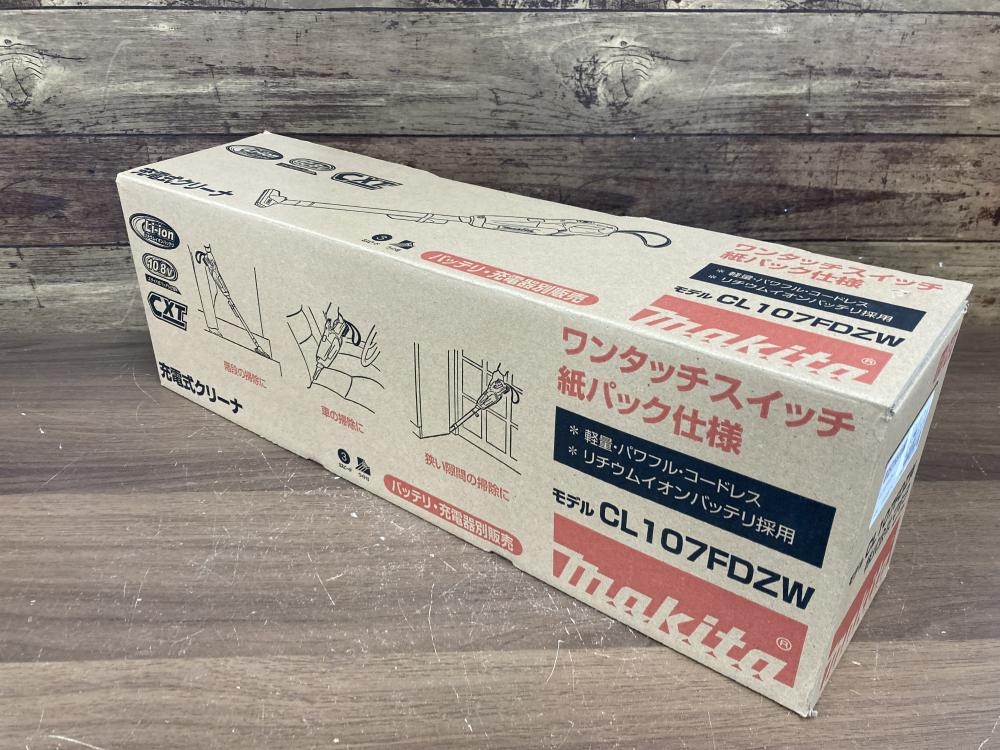 CXT
充電式クリーナ
バッテリ・充電器別販売
ワンタッチスイッチ
紙パック仕様
* 軽量・パワフル・コードレス
* リチウムイオンバッテリ採用
モデル CL107FDZW
makita®
Li-ion
10.8V
CXT
充電式クリーナ
階段の掃除に
車の掃除に
狭い隙間の掃除に
3
バッテリ・充電器別販売
ワンタッチスイッチ
紙パック仕様
* 軽量・パワフル・コードレス
* リチウムイオンバッテリ採用
モデル CL107FDZW
makita®